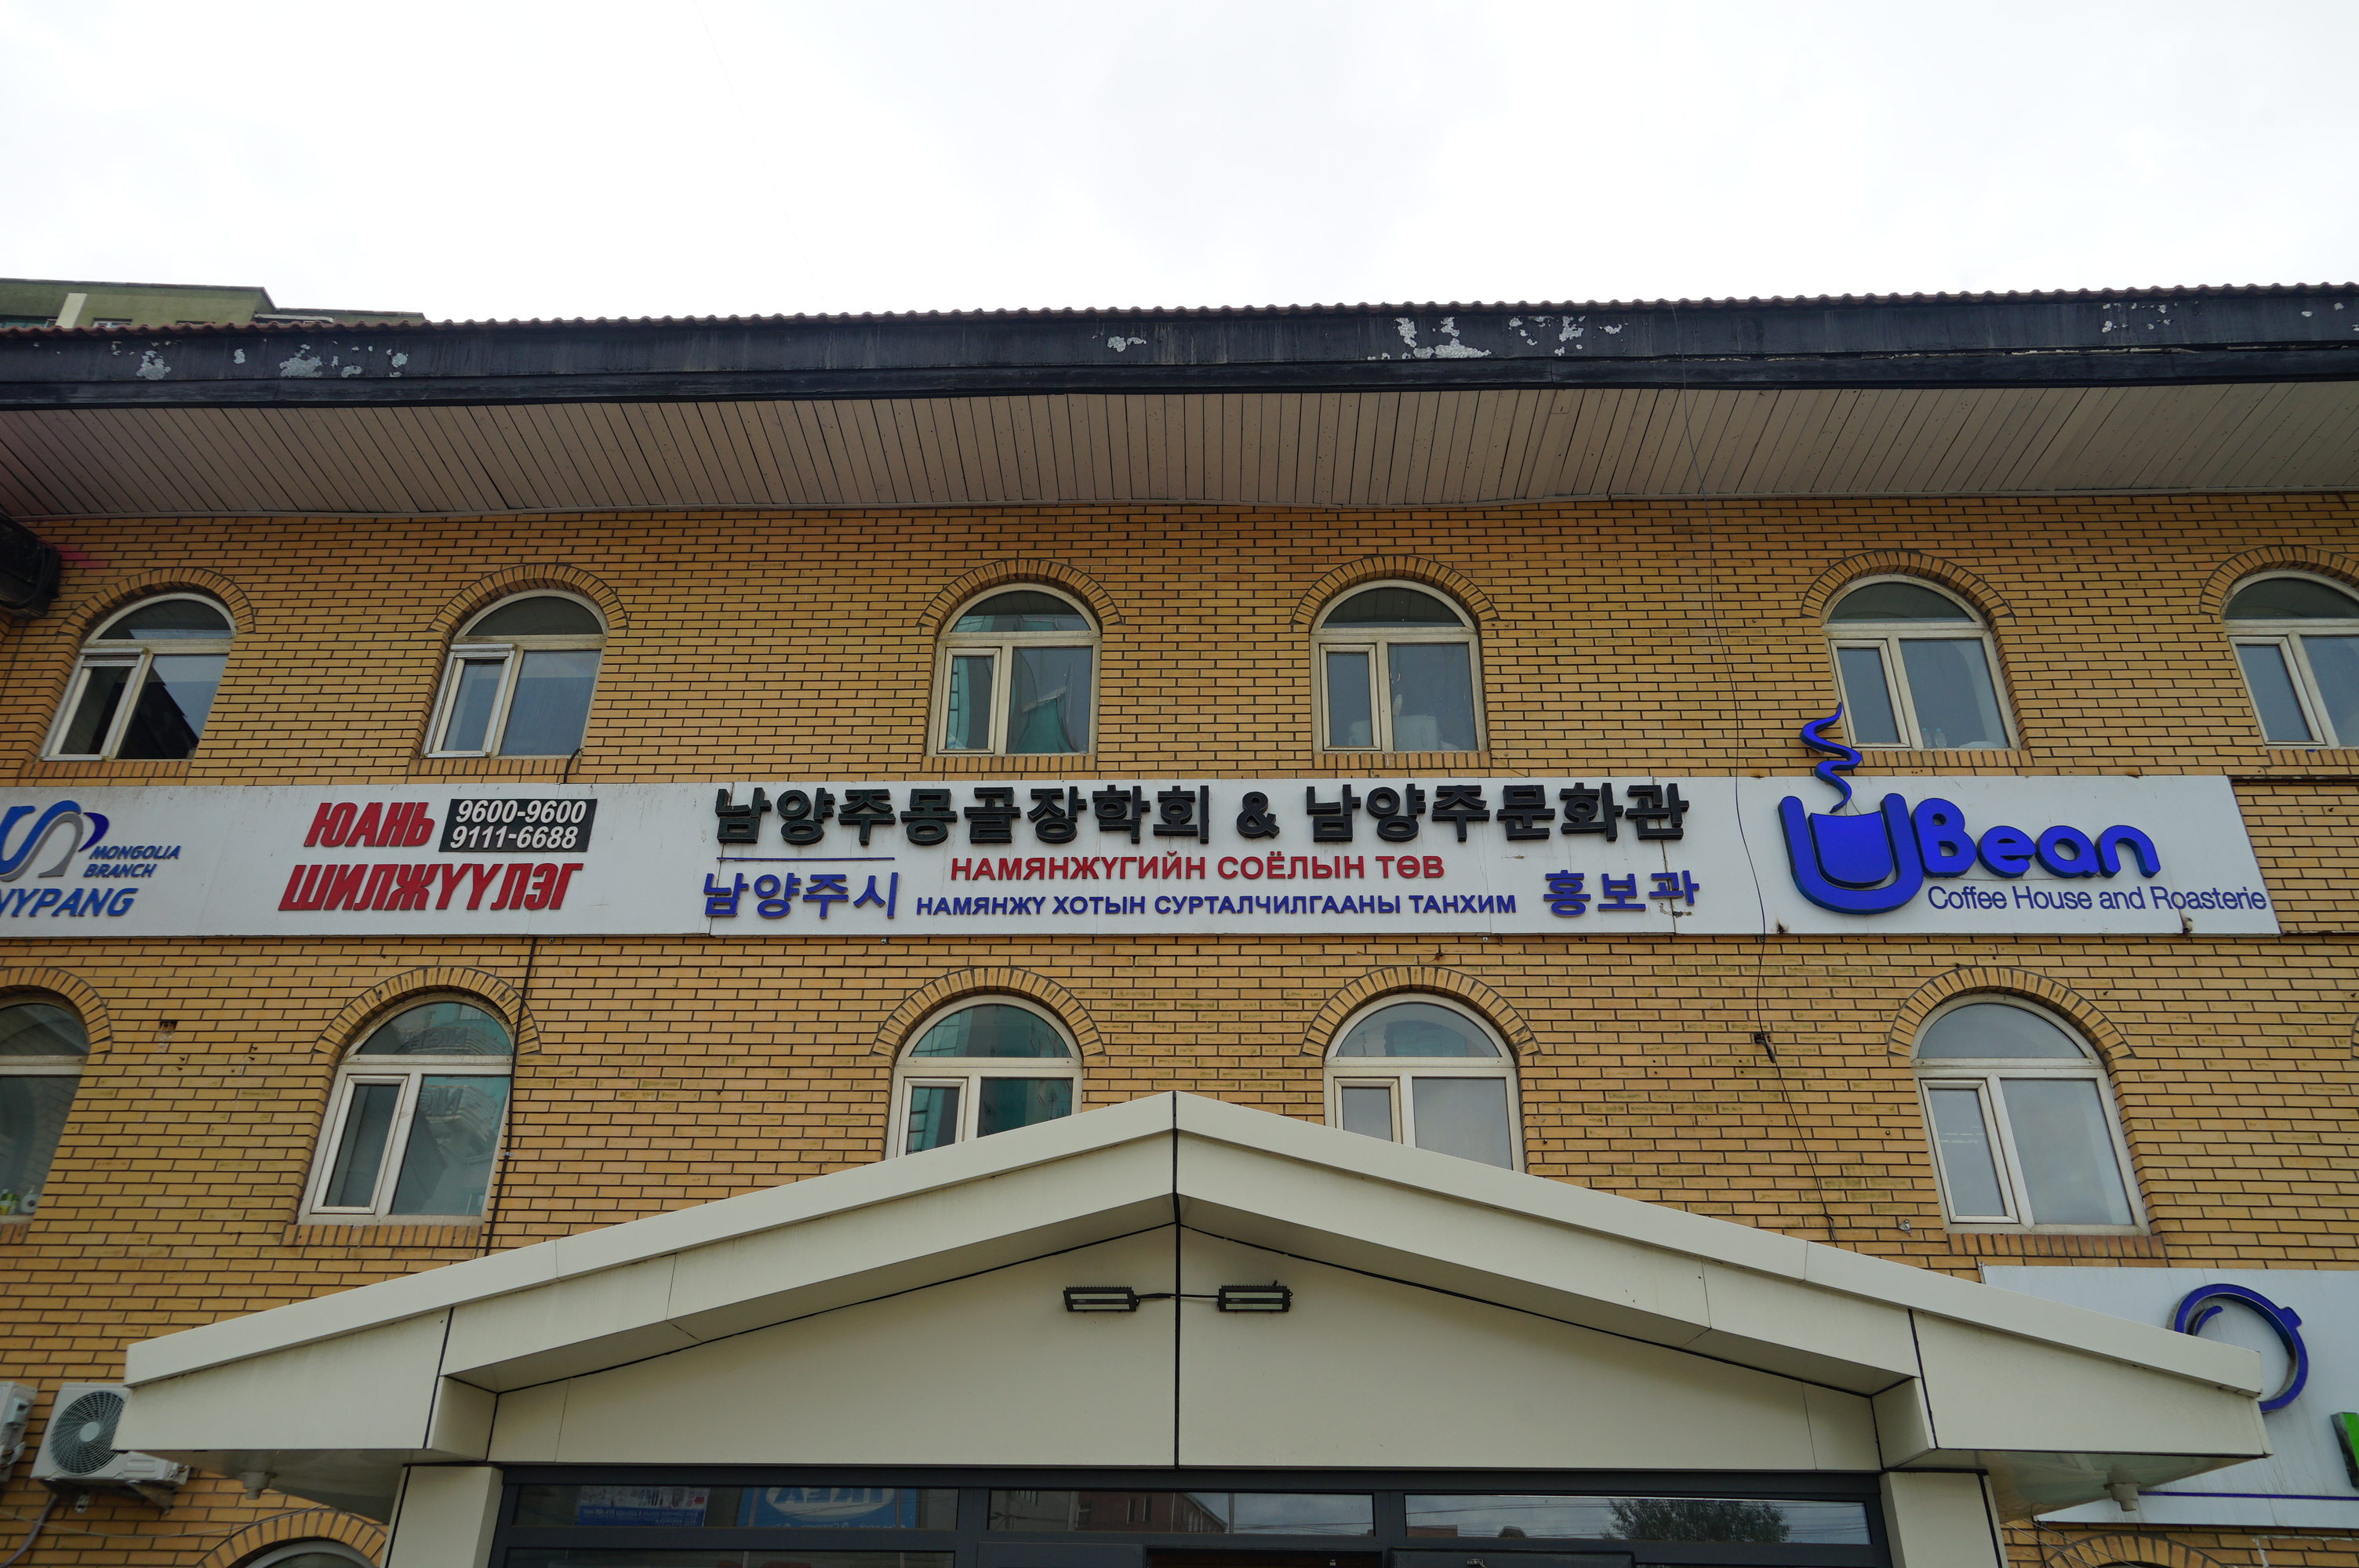 MONGOLIA
BRANCH
NYPANG
ЮАНЬ
9600-9600
9111-6688
ШИЛЖҮҮЛЭГ
남양주몽골장학회 & 남양주문화관
НАМЯНЖҮГИЙН СОЁЛЫН ТӨВ
남양주시 НАМЯНЖҮ ХОТЫН СУРТАЛЧИЛГААНЫ ТАНХИМ 홍보관
UBean
Coffee House and Roasterie